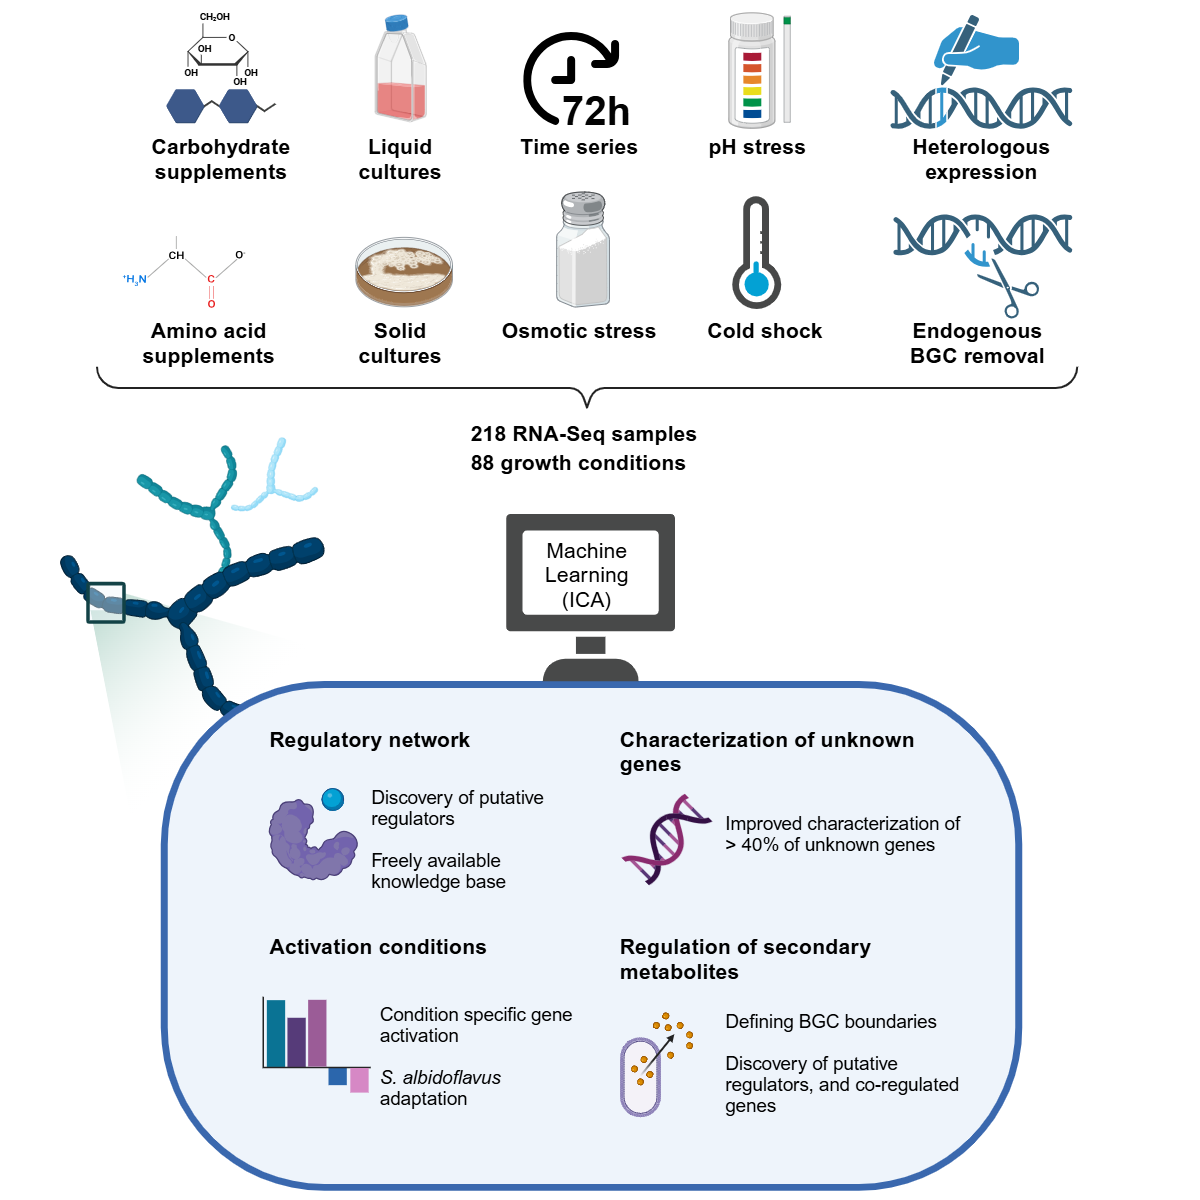 CH₂OH
O
OH
OH
OH
OH
72h
Carbohydrate
supplements
Liquid
cultures
Time series
pH stress
Heterologous
expression
CH
O⁻
⁺H₃N
C
O
Amino acid
supplements
Solid
cultures
Osmotic stress
Cold shock
Endogenous
BGC removal
218 RNA-Seq samples
88 growth conditions
Machine
Learning
(ICA)
Regulatory network
Discovery of putative
regulators
Freely available
knowledge base
Characterization of unknown
genes
Improved characterization of
> 40% of unknown genes
Activation conditions
Condition specific gene
activation
S. albidoflavus
adaptation
Regulation of secondary
metabolites
Defining BGC boundaries
Discovery of putative
regulators, and co-regulated
genes